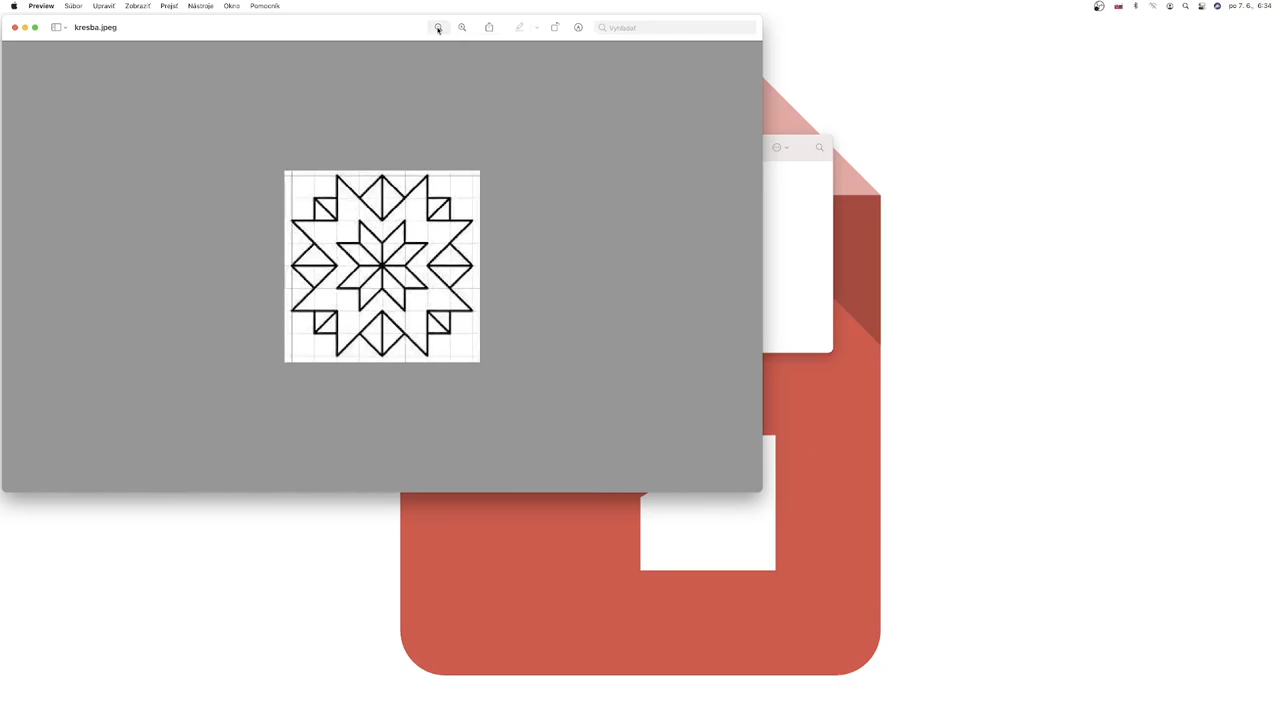 Preview Súbor Upraviť Zobraziť Prejsť Nástroje Okno Pomocník
po 7. 6., 6:34
kresba.jpeg
Vyhľadať